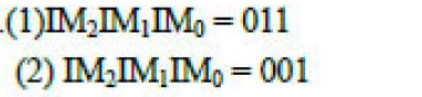 .(1)IM₂IM₁IM₀ = 011
(2) IM₂IM₁IM₀ = 001